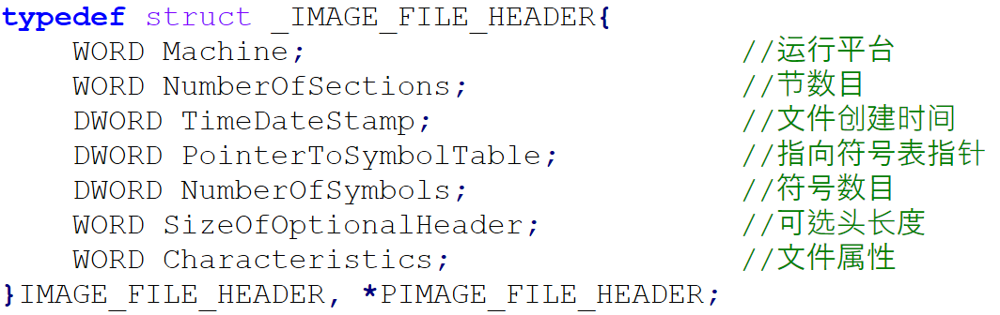 typedef struct _IMAGE_FILE_HEADER{
    WORD Machine;                         //运行平台
    WORD NumberOfSections;                //节数目
    DWORD TimeDateStamp;                  //文件创建时间
    DWORD PointerToSymbolTable;           //指向符号表指针
    DWORD NumberOfSymbols;                //符号数目
    WORD SizeOfOptionalHeader;            //可选头长度
    WORD Characteristics;                 //文件属性
}IMAGE_FILE_HEADER, *PIMAGE_FILE_HEADER;